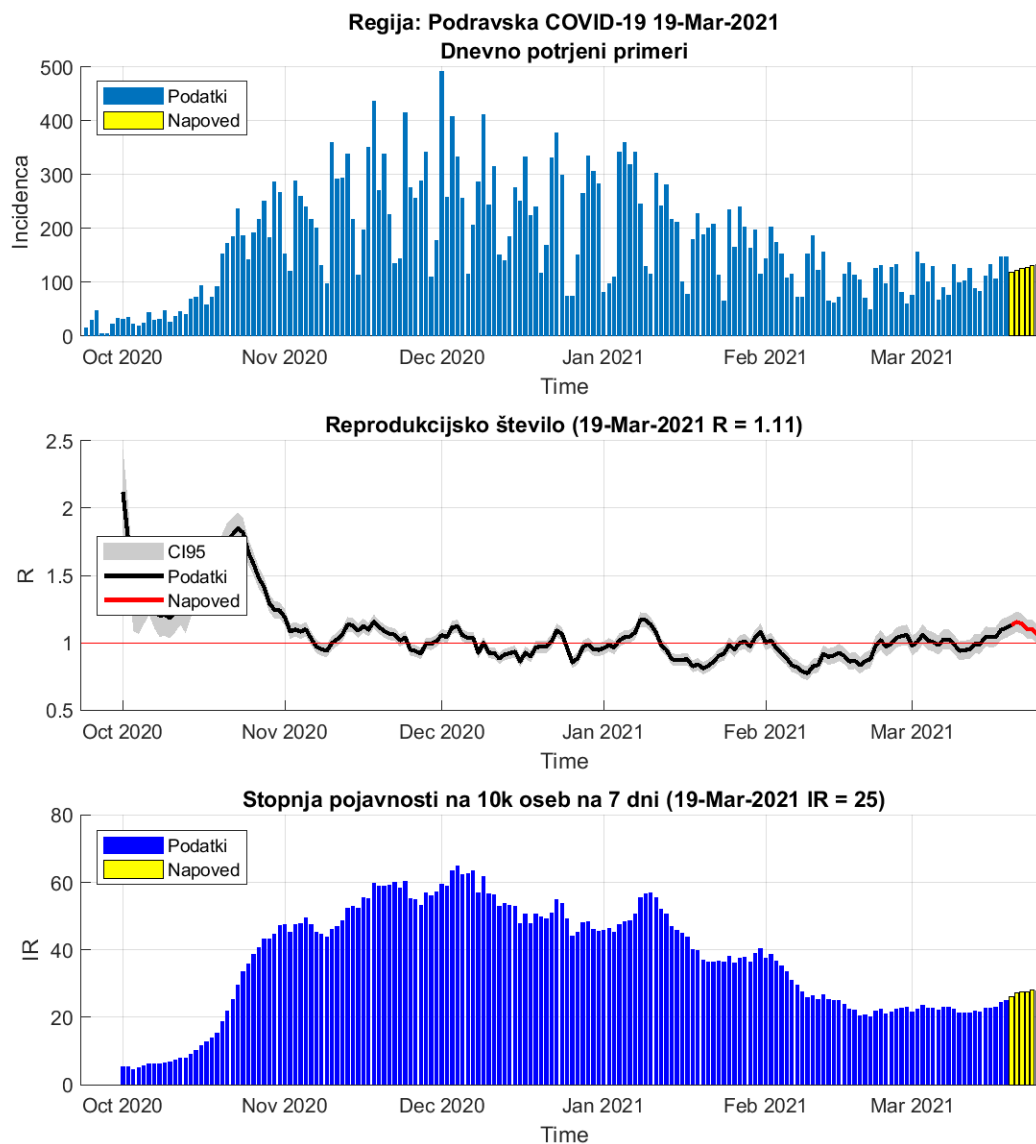 Regija: Podravska COVID-19 19-Mar-2021
Dnevno potrjeni primeri
500
400
300
200
100
0
Incidenca
Podatki
Napoved
Oct 2020 Nov 2020 Dec 2020 Jan 2021 Feb 2021 Mar 2021
Time
Reprodukcijsko število (19-Mar-2021 R = 1.11)
2.5
2
1.5
1
0.5
R
CI95
Podatki
Napoved
Oct 2020 Nov 2020 Dec 2020 Jan 2021 Feb 2021 Mar 2021
Time
Stopnja pojavnosti na 10k oseb na 7 dni (19-Mar-2021 IR = 25)
80
60
40
20
0
IR
Podatki
Napoved
Oct 2020 Nov 2020 Dec 2020 Jan 2021 Feb 2021 Mar 2021
Time